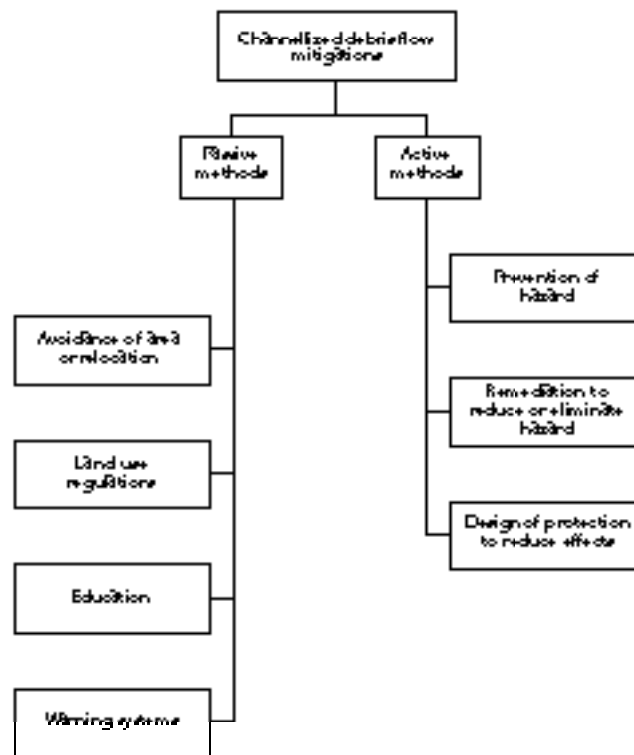 Channelized debris flow
mitigations
Passive
methods
Active
methods
Prevention of
hazard
Avoidance of area
or relocation
Remediation to
reduce or eliminate
hazard
Land use
regulations
Design of protection
to reduce effects
Education
Warning systems